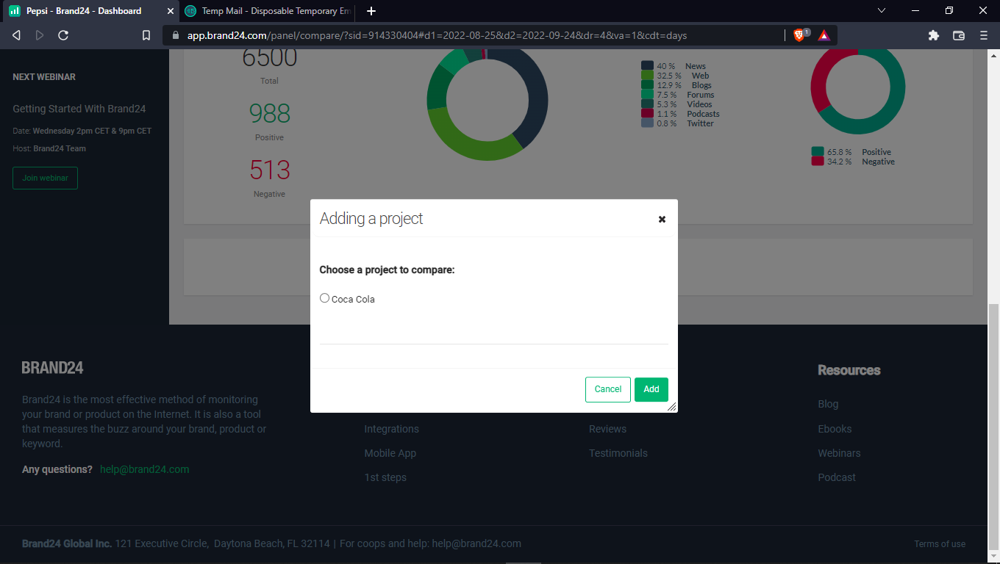 Pepsi - Brand24 - Dashboard
Temp Mail - Disposable Temporary Em
app.brand24.com/panel/compare/?sid=914330404#d1=2022-08-25&d2=2022-09-24&dr=4&va=1&cdt=days
1
NEXT WEBINAR
Getting Started With Brand24
Date: Wednesday 2pm CET & 9pm CET
Host: Brand24 Team
Join webinar
6500
Total
988
Positive
513
Negative
40 % News
32.5 % Web
12.9 % Blogs
7.5 % Forums
5.3 % Videos
1.1 % Podcasts
0.8 % Twitter
65.8 % Positive
34.2 % Negative
Adding a project
Choose a project to compare:
Coca Cola
Cancel
Add
BRAND24
Brand24 is the most effective method of monitoring
your brand or product on the Internet. It is also a tool
that measures the buzz around your brand, product or
keyword.
Any questions? help@brand24.com
Integrations
Mobile App
1st steps
Reviews
Testimonials
Resources
Blog
Ebooks
Webinars
Podcast
Brand24 Global Inc. 121 Executive Circle, Daytona Beach, FL 32114 | For coops and help: help@brand24.com
Terms of use